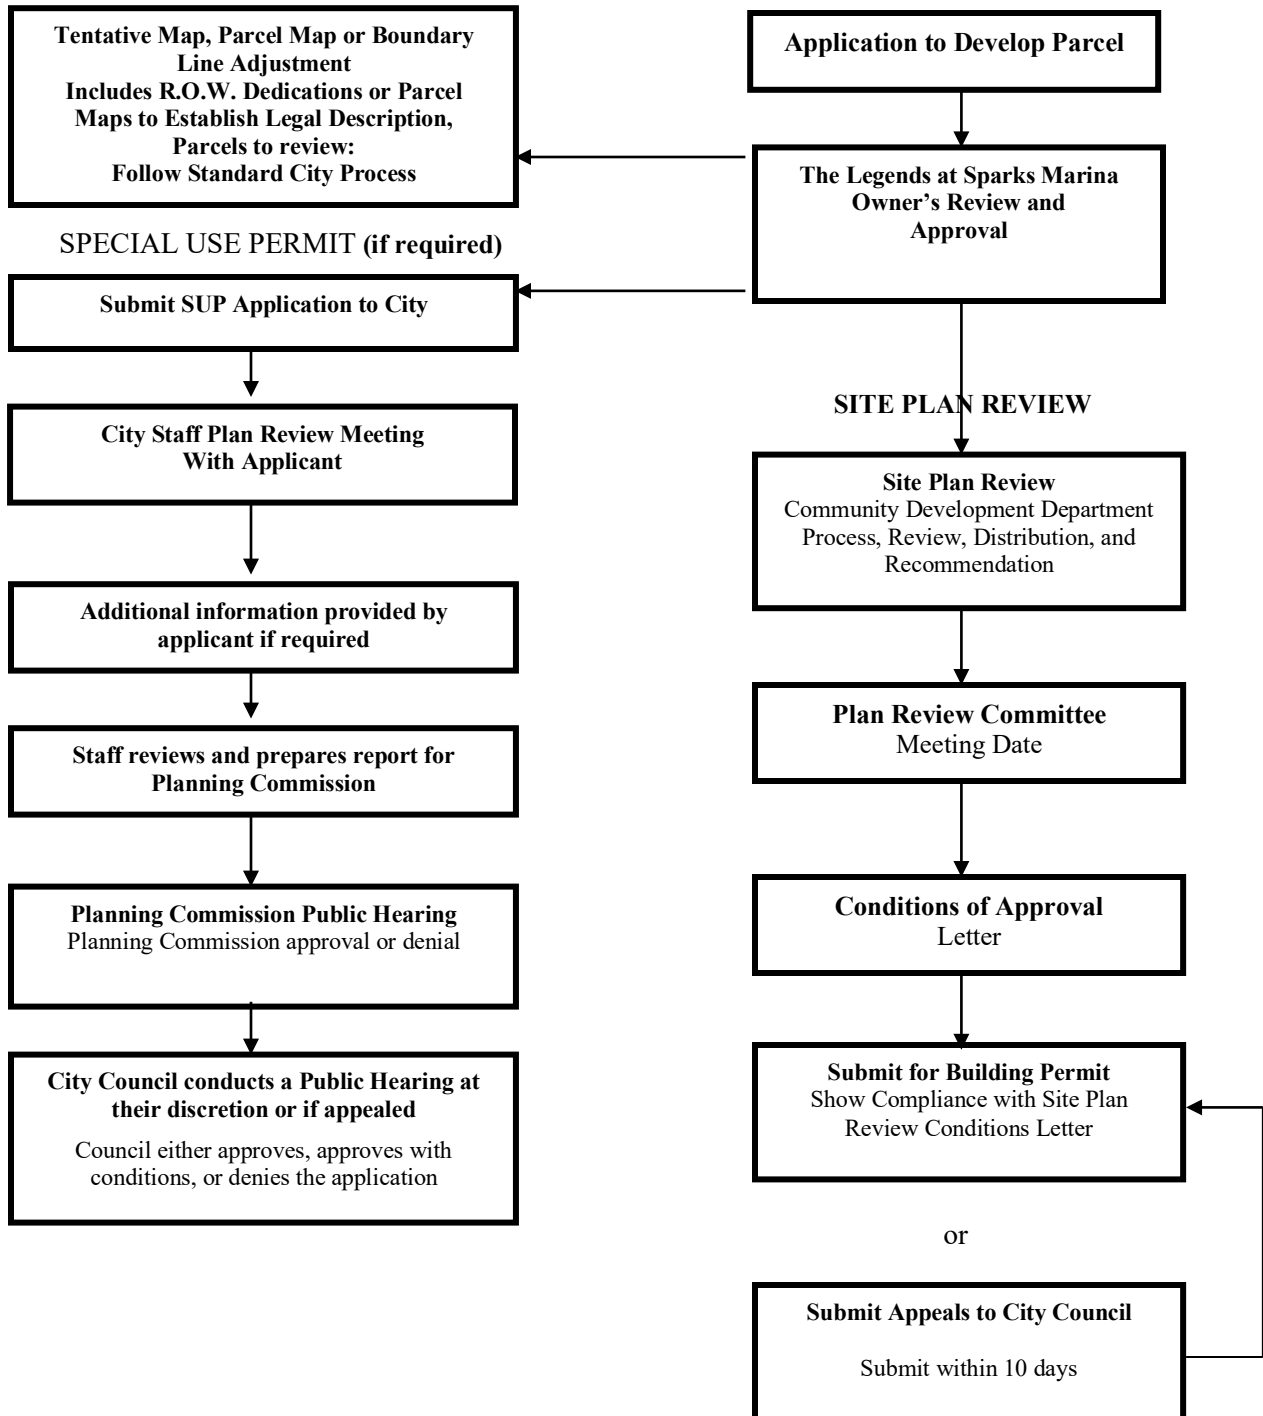 Tentative Map, Parcel Map or Boundary
Line Adjustment
Includes R.O.W. Dedications or Parcel
Maps to Establish Legal Description,
Parcels to review:
Follow Standard City Process
SPECIAL USE PERMIT (if required)
Submit SUP Application to City
City Staff Plan Review Meeting
With Applicant
Additional information provided by
applicant if required
Staff reviews and prepares report for
Planning Commission
Planning Commission Public Hearing
Planning Commission approval or denial
City Council conducts a Public Hearing at
their discretion or if appealed
Council either approves, approves with
conditions, or denies the application
Application to Develop Parcel
The Legends at Sparks Marina
Owner’s Review and
Approval
SITE PLAN REVIEW
Site Plan Review
Community Development Department
Process, Review, Distribution, and
Recommendation
Plan Review Committee
Meeting Date
Conditions of Approval
Letter
Submit for Building Permit
Show Compliance with Site Plan
Review Conditions Letter
or
Submit Appeals to City Council
Submit within 10 days